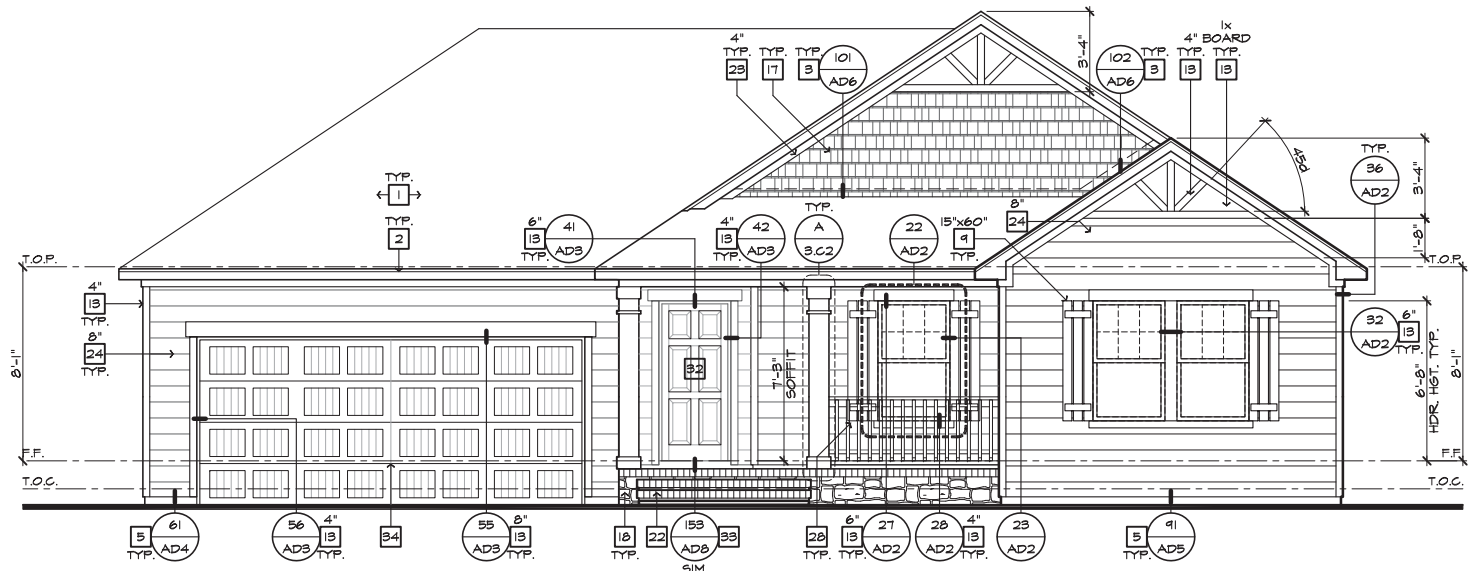 4"
TYP.
23
TYP.
17
TYP.
3
101
AD6
102
AD6
TYP.
3
4"
TYP.
13
1x
BOARD
TYP.
13
3'-4"
45d
TYP.
36
AD2
3'-4"
1'-8"
TYP.
1
TYP.
2
6"
13
TYP.
41
AD3
4"
13
TYP.
42
AD3
TYP.
A
3.C2
22
AD2
15"x60"
9
TYP.
8"
24
T.O.P.
T.O.P.
4"
13
TYP.
8"
24
TYP.
8'-1"
32
7'-3"
SOFFIT
32
AD2
6"
13
TYP.
6'-8"
HDR. HGT. TYP.
8'-1"
F.F.
F.F.
T.O.C.
T.O.C.
5
TYP.
61
AD4
56
AD3
4"
13
TYP.
34
55
AD3
8"
13
TYP.
18
TYP.
22
153
AD8
SIM
33
28
TYP.
6"
13
TYP.
27
AD2
28
AD2
4"
13
TYP.
23
AD2
5
TYP.
91
AD5